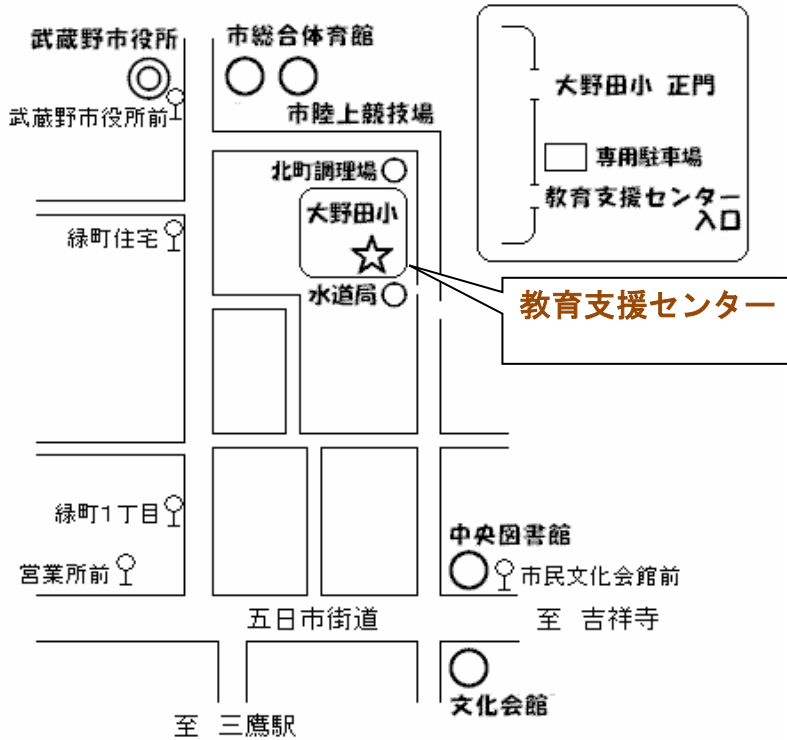 武蔵野市役所
市総合体育館
武蔵野市役所前
市陸上競技場
大野田小 正門
専用駐車場
教育支援センター
入口
北町調理場
大野田小
緑町住宅
水道局
教育支援センター
緑町1丁目
営業所前
中央図書館
市民文化会館前
五日市街道
至 吉祥寺
文化会館
至 三鷹駅